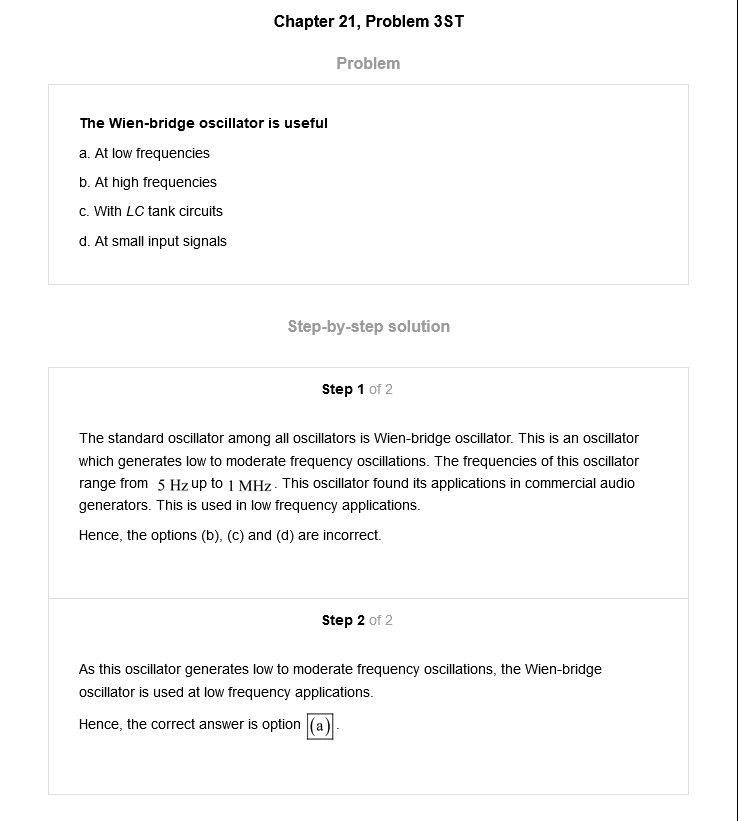 Chapter 21, Problem 3ST
Problem
The Wien-bridge oscillator is useful
a. At low frequencies
b. At high frequencies
c. With LC tank circuits
d. At small input signals
Step-by-step solution
Step 1 of 2
The standard oscillator among all oscillators is Wien-bridge oscillator. This is an oscillator
which generates low to moderate frequency oscillations. The frequencies of this oscillator
range from 5 Hz up to 1 MHz. This oscillator found its applications in commercial audio
generators. This is used in low frequency applications.
Hence, the options (b), (c) and (d) are incorrect.
Step 2 of 2
As this oscillator generates low to moderate frequency oscillations, the Wien-bridge
oscillator is used at low frequency applications.
Hence, the correct answer is option (a).